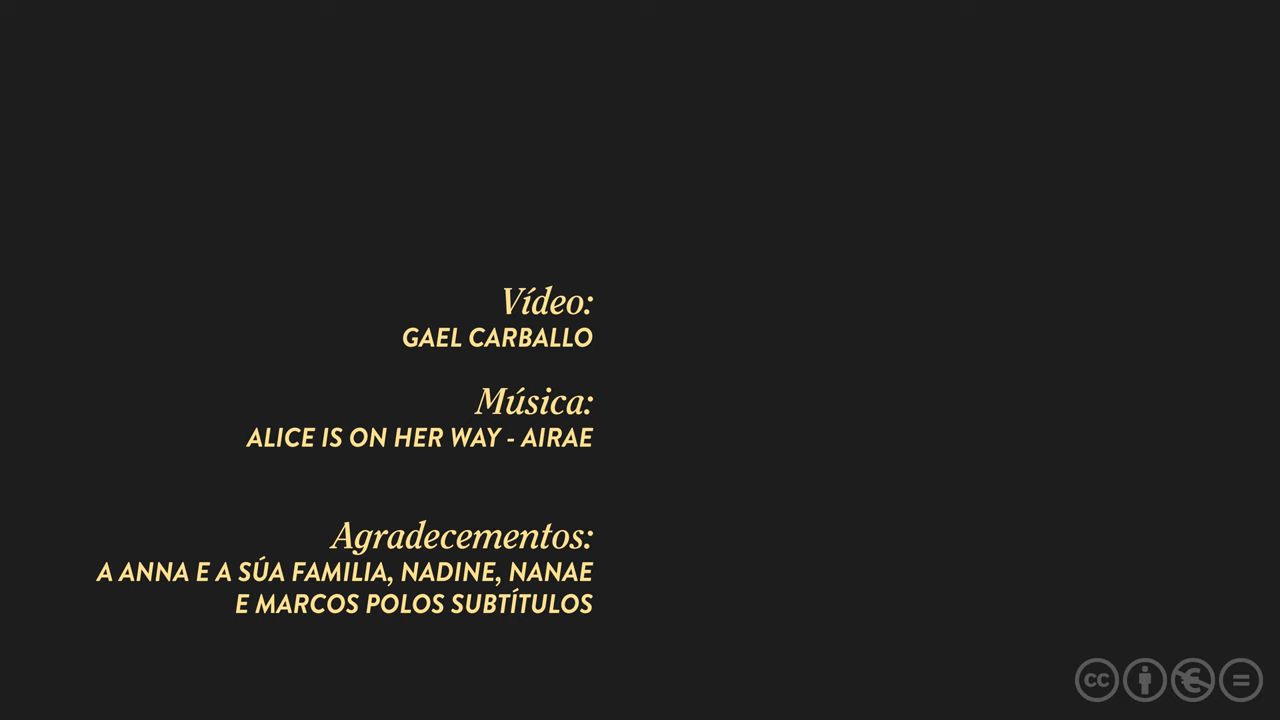 Vídeo:
GAEL CARBALLO
Música:
ALICE IS ON HER WAY - AIRAE
Agradecementos:
A ANNA E A SÚA FAMILIA, NADINE, NANAE
E MARCOS POLOS SUBTÍTULOS
cc